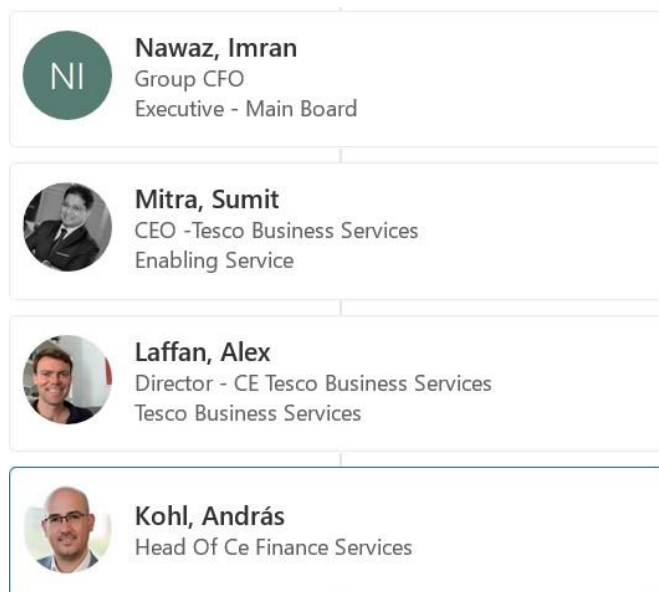 NI
Nawaz, Imran
Group CFO
Executive - Main Board
Mitra, Sumit
CEO -Tesco Business Services
Enabling Service
Laffan, Alex
Director - CE Tesco Business Services
Tesco Business Services
Kohl, András
Head Of Ce Finance Services